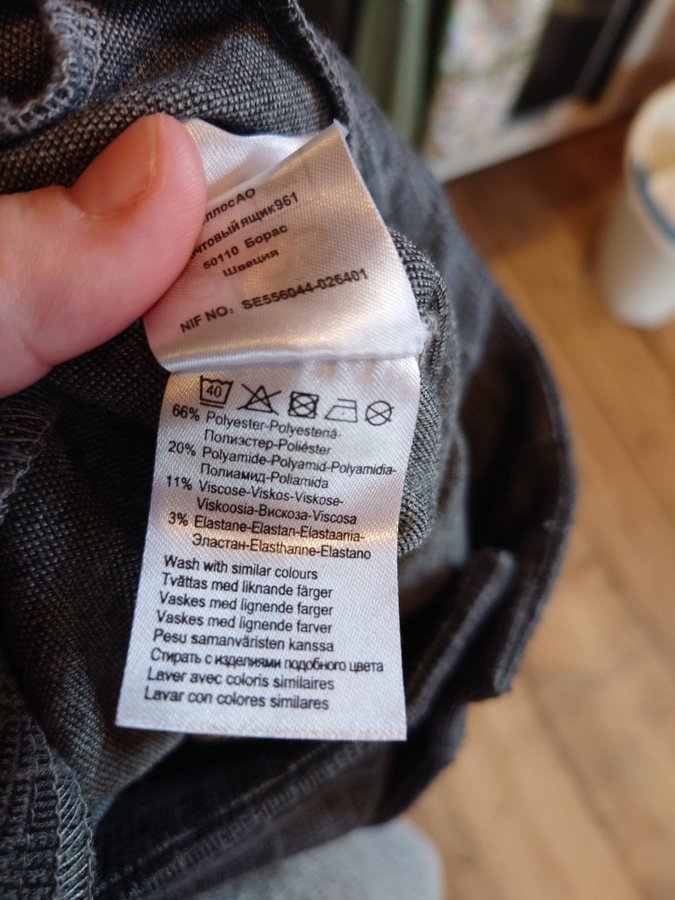 961
50110 Борас
Швеция
NIF NO: SE556044-026401
40
66% Polyester-Polyestenä-
Полиэстер-Poliéster
20% Polyamide-Polyamid-Polyamidia-
Полиамид-Poliamida
11% Viscose-Viskos-Viskose-
Viskoosia-Вискоза-Viscosa
3% Elastane-Elastan-Elastaania-
Эластан-Elasthanne-Elastano
Wash with similar colours
Tvättas med liknande färger
Vaskes med lignende farger
Vaskes med lignende farver
Pesu samanväristen kanssa
Стирать с изделиями подобного цвета
Laver avec coloris similaires
Lavar con colores similares